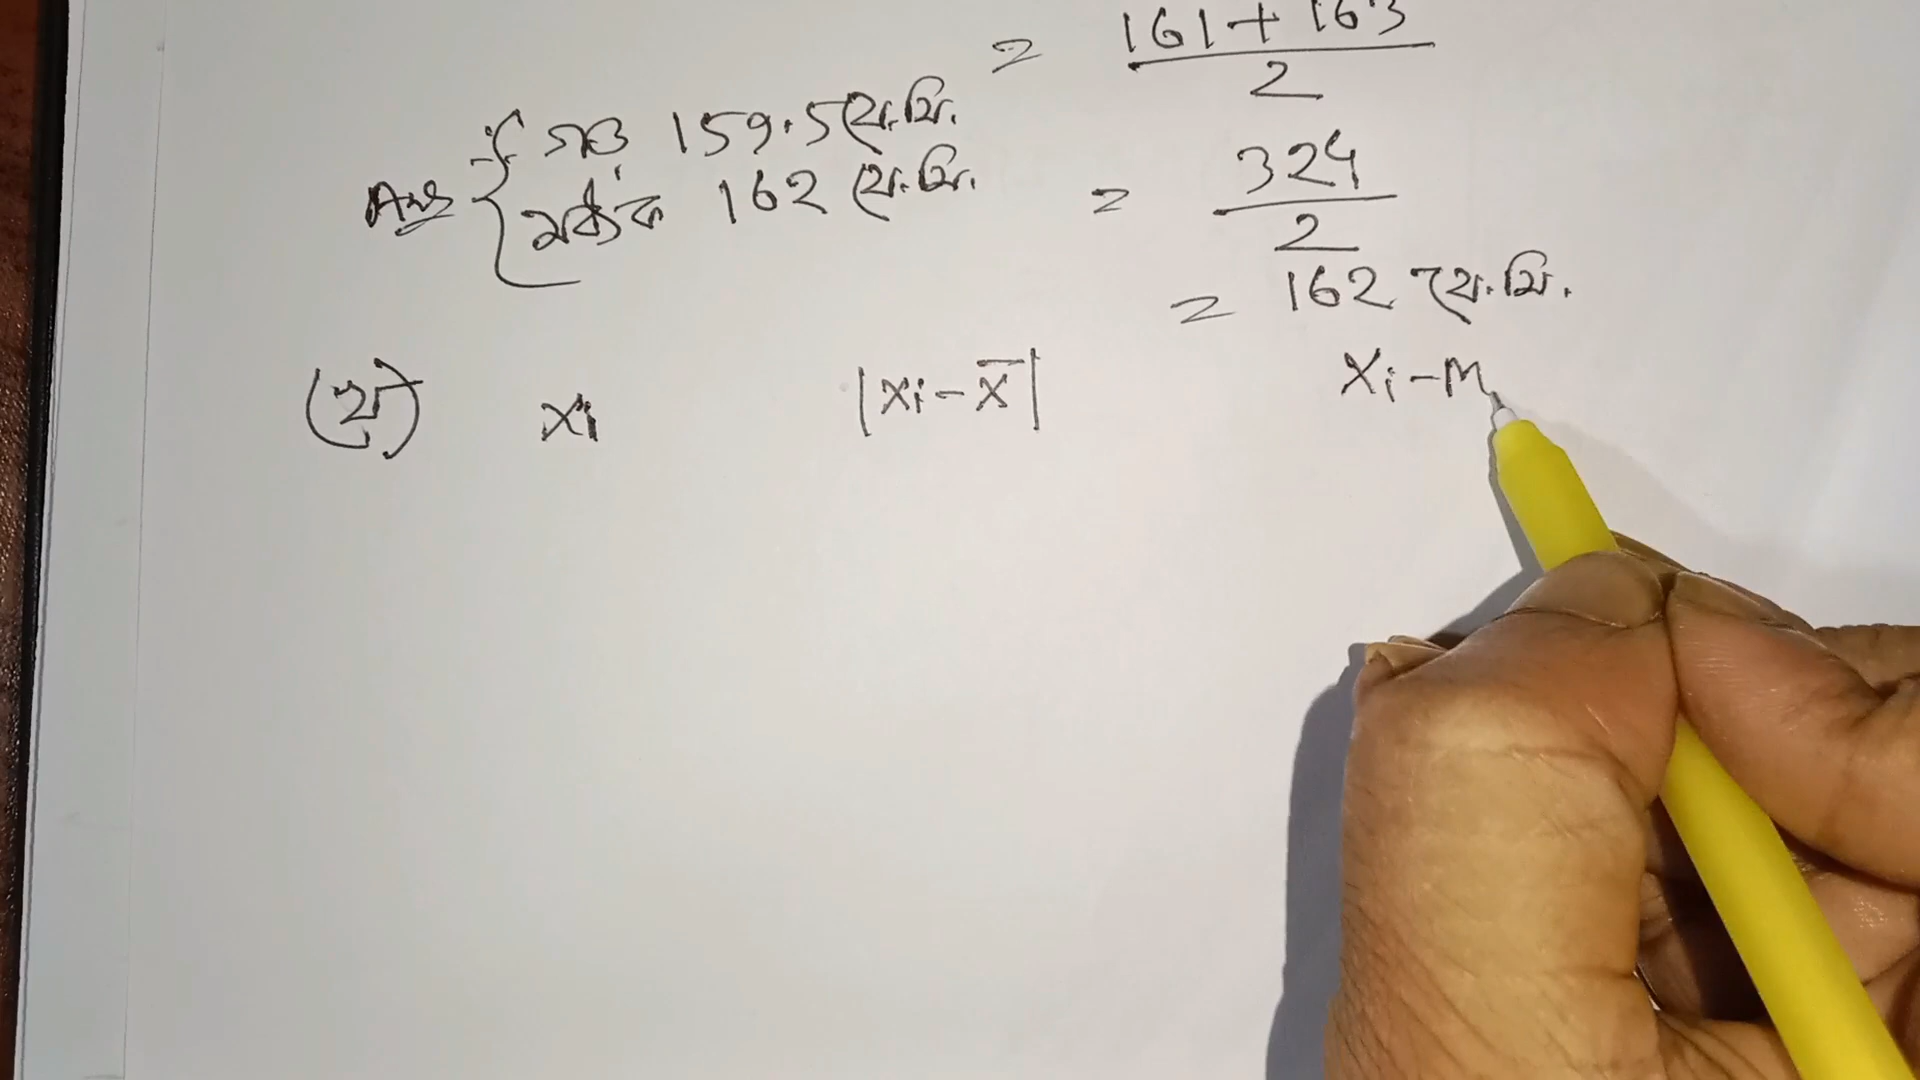 = 161 + 163 / 2
Ans { গড় 159.5 সে.মি.
মধ্যক 162 সে.মি.
= 324 / 2
= 162 সে.মি.
(খ) xi |xi - x̄| xi - M